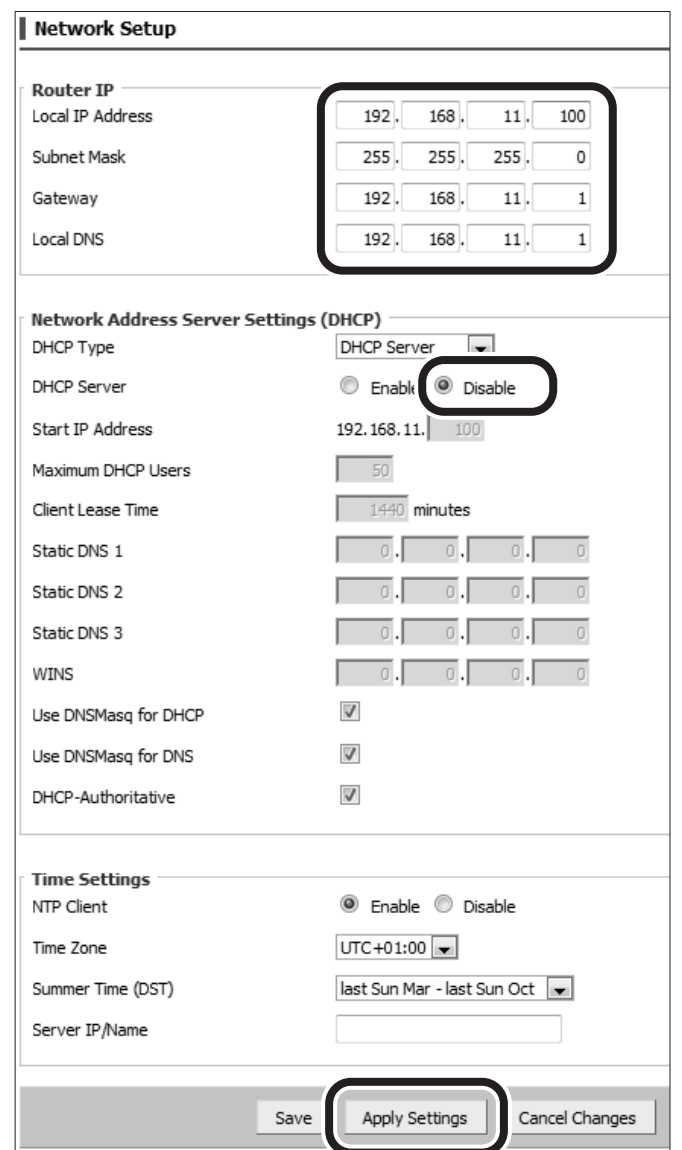 Network Setup
Router IP
Local IP Address 192. 168. 11. 100
Subnet Mask 255. 255. 255. 0
Gateway 192. 168. 11. 1
Local DNS 192. 168. 11. 1
Network Address Server Settings (DHCP)
DHCP Type DHCP Server
DHCP Server Enable Disable
Start IP Address 192.168.11. 100
Maximum DHCP Users 50
Client Lease Time 1440 minutes
Static DNS 1 0. 0. 0. 0
Static DNS 2 0. 0. 0. 0
Static DNS 3 0. 0. 0. 0
WINS 0. 0. 0. 0
Use DNSMasq for DHCP
Use DNSMasq for DNS
DHCP-Authoritative
Time Settings
NTP Client Enable Disable
Time Zone UTC+01:00
Summer Time (DST) last Sun Mar - last Sun Oct
Server IP/Name
Save Apply Settings Cancel Changes